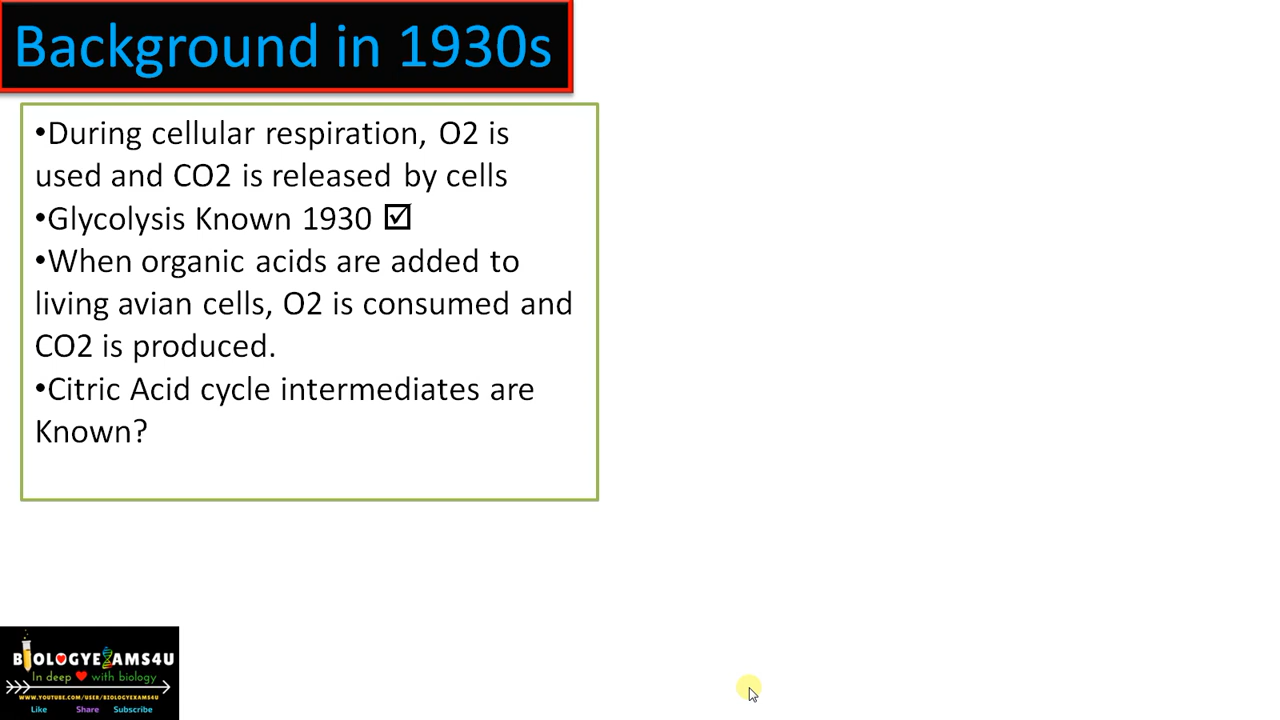 Background in 1930s
•During cellular respiration, O2 is
used and CO2 is released by cells
•Glycolysis Known 1930 ☑
•When organic acids are added to
living avian cells, O2 is consumed and
CO2 is produced.
•Citric Acid cycle intermediates are
Known?
BIOLOGYEXAMS4U
In deep ❤ with biology
WWW.YOUTUBE.COM/USER/BIOLOGYEXAMS4U
Like Share Subscribe